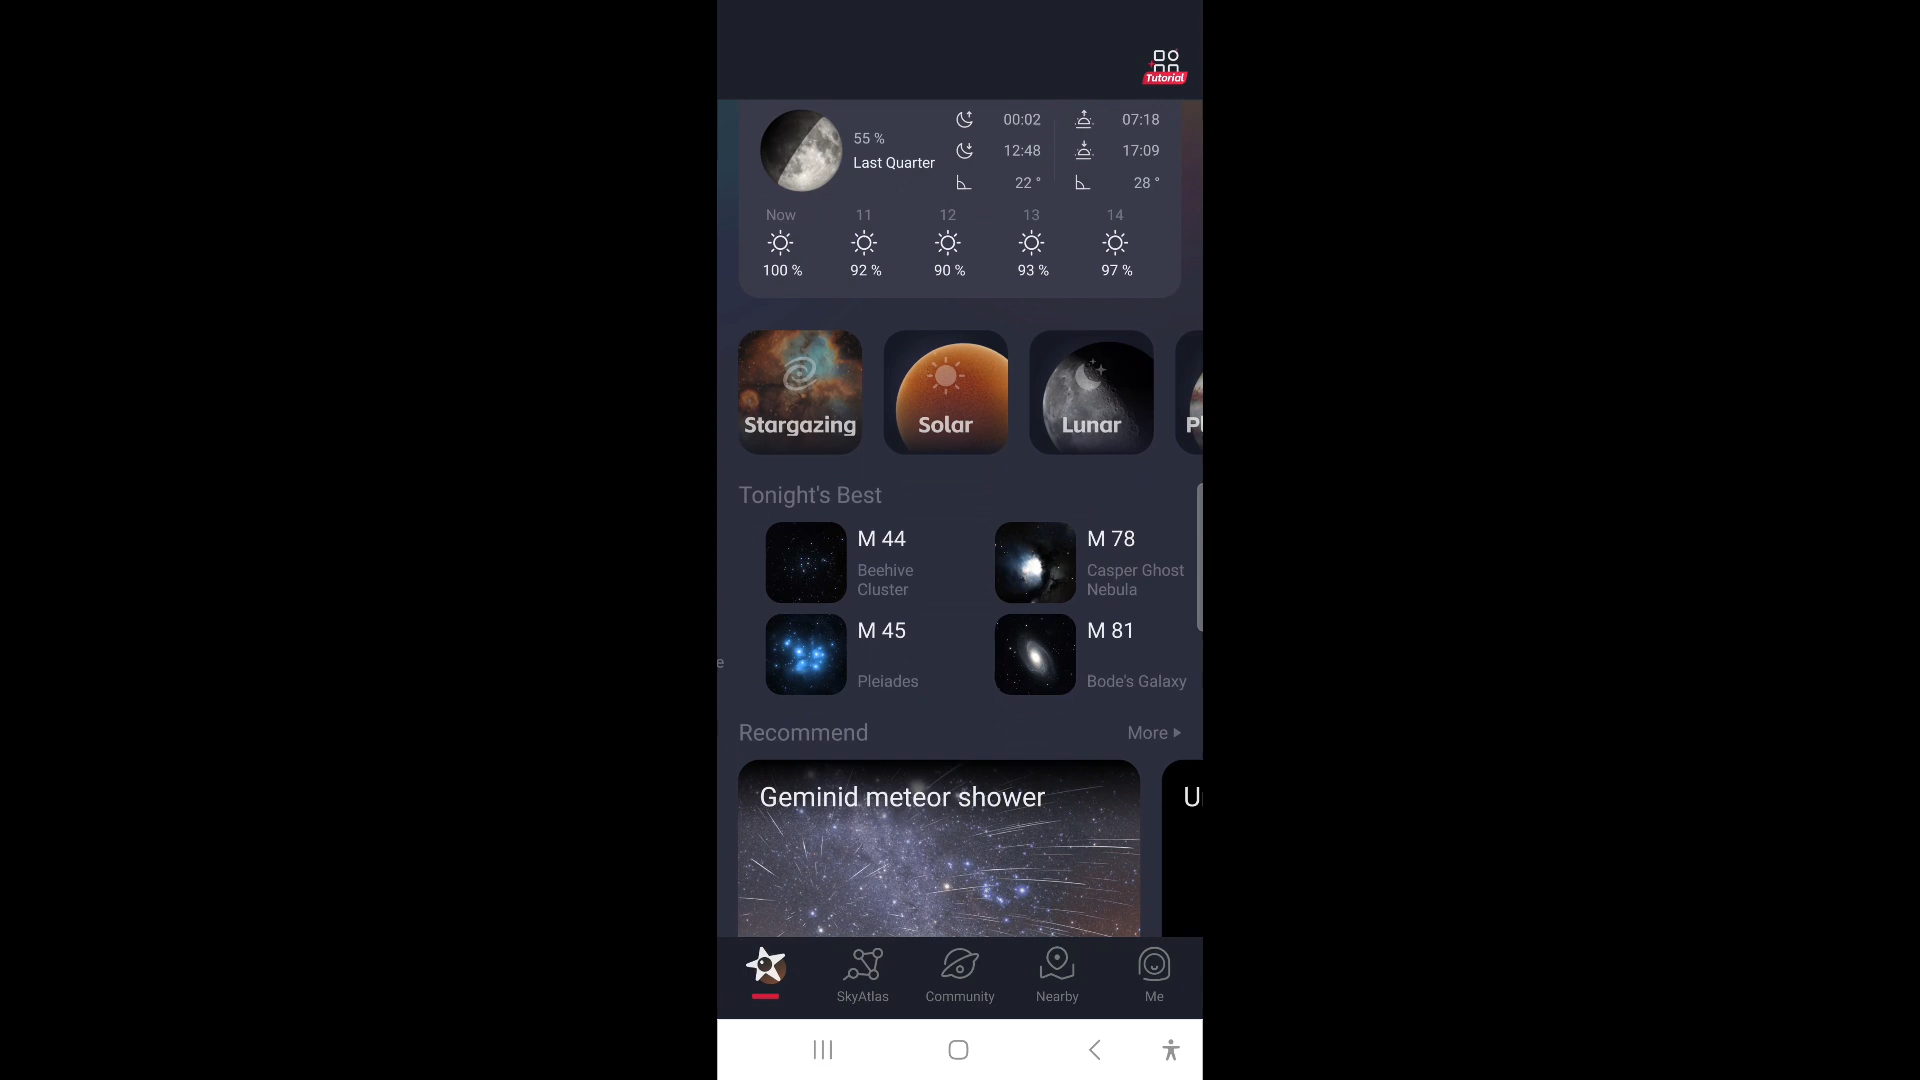 Tutorial
55 %
Last Quarter
00:02
07:18
12:48
17:09
22 °
28 °
Now 11 12 13 14
100 % 92 % 90 % 93 % 97 %
Stargazing Solar Lunar Pl
Tonight's Best
M 44
Beehive
Cluster
M 78
Casper Ghost
Nebula
e
M 45
Pleiades
M 81
Bode's Galaxy
Recommend
More
Geminid meteor shower
SkyAtlas Community Nearby Me